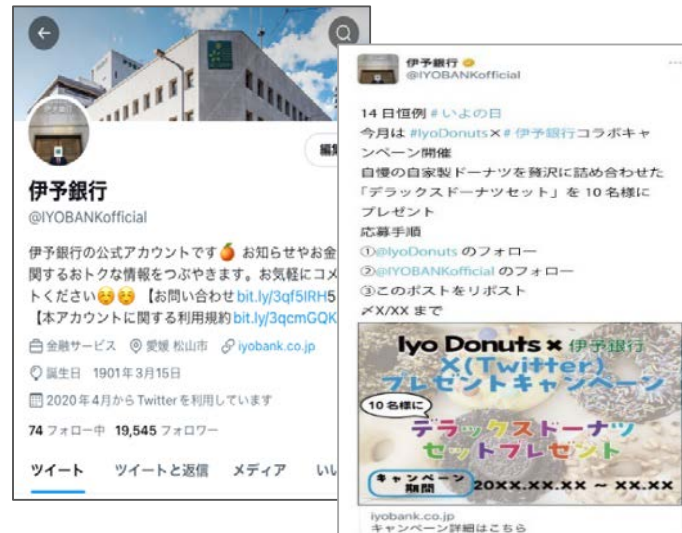 編集
伊予銀行
@IYOBANKofficial
伊予銀行の公式アカウントです🍊 お知らせやお金
関するおトクな情報をつぶやきます。お気軽にコメ
トください😚😚 【お問い合わせbit.ly/3qf5IRH5
【本アカウントに関する利用規約bit.ly/3qcmGQK
金融サービス 愛媛 松山市 iyobank.co.jp
誕生日 1901年3月15日
2020年4月からTwitterを利用しています
74 フォロー中 19,545 フォロワー
ツイート ツイートと返信 メディア いい
伊予銀行
@IYOBANKofficial
14日恒例 #いよの日
今月は #IyoDonuts×#伊予銀行コラボキャ
ンペーン開催
自慢の自家製ドーナツを贅沢に詰め合わせた
「デラックスドーナツセット」を10名様に
プレゼント
応募手順
①@IyoDonuts のフォロー
②@IYOBANKofficial のフォロー
③このポストをリポスト
〆X/XX まで
Iyo Donuts × 伊予銀行
X(Twitter)
プレゼントキャンペーン
10名様に
デラックスドーナツ
セットプレゼント
キャンペーン
期間 20XX.XX.XX ~ XX.XX
iyobank.co.jp
キャンペーン詳細はこちら